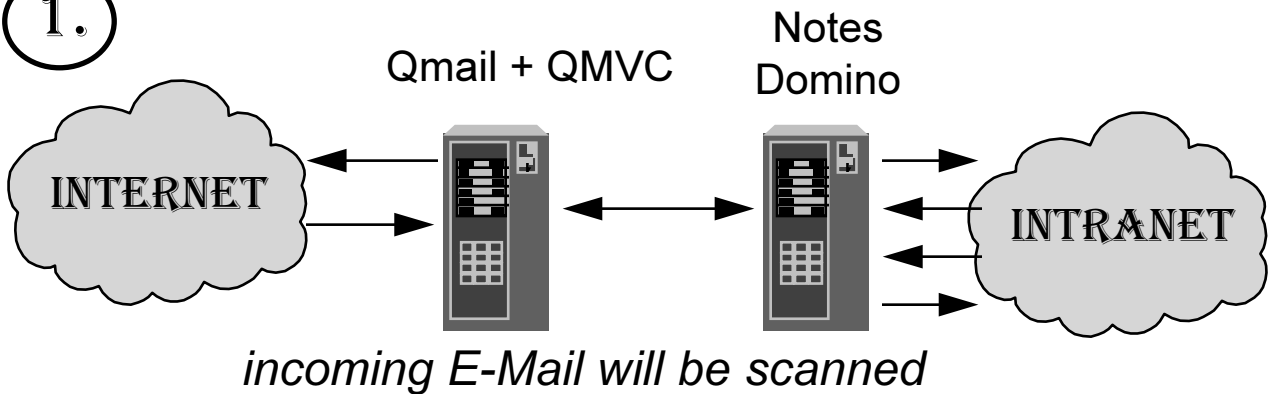 1.
Qmail + QMVC
Notes
Domino
INTERNET
INTRANET
incoming E-Mail will be scanned